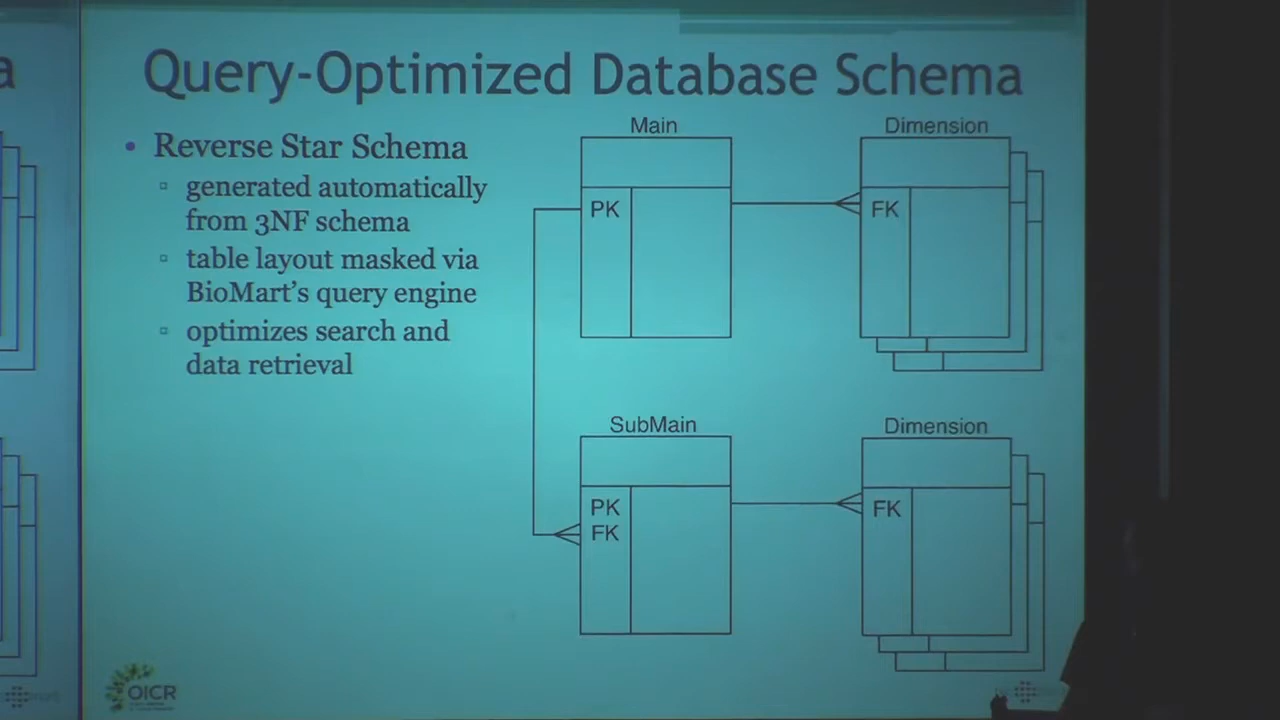 a
Query-Optimized Database Schema
• Reverse Star Schema
▫ generated automatically
from 3NF schema
▫ table layout masked via
BioMart's query engine
▫ optimizes search and
data retrieval
Main
PK
Dimension
FK
SubMain
PK
FK
Dimension
FK
OICR